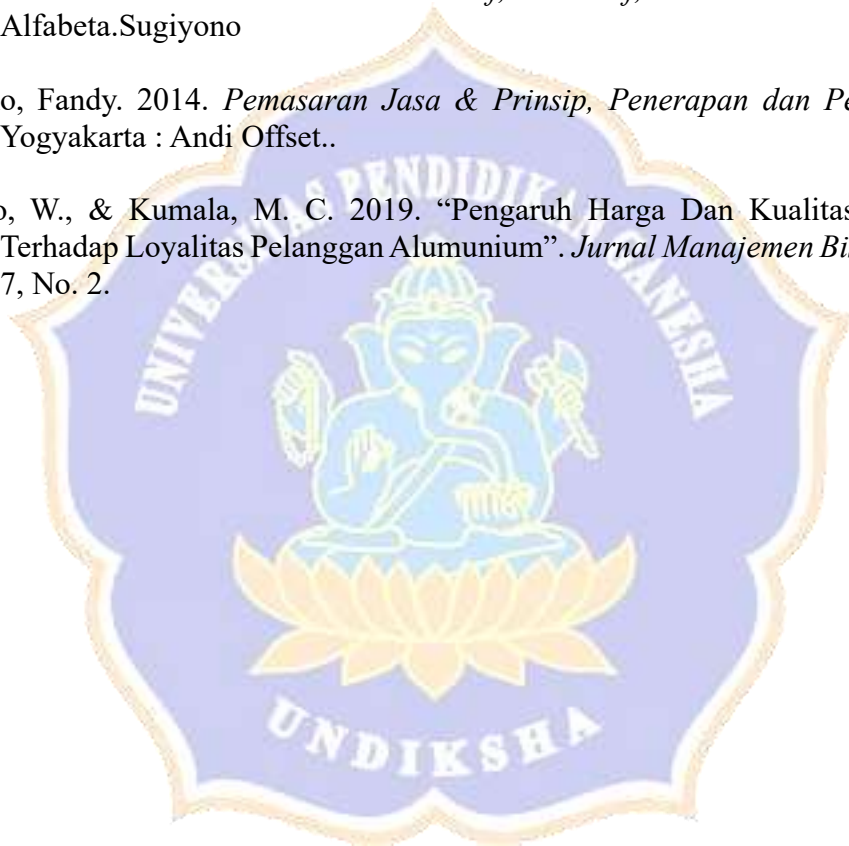 Alfabeta.Sugiyono
o, Fandy. 2014. Pemasaran Jasa & Prinsip, Penerapan dan Pe
Yogyakarta : Andi Offset..
o, W., & Kumala, M. C. 2019. “Pengaruh Harga Dan Kualitas
Terhadap Loyalitas Pelanggan Alumunium”. Jurnal Manajemen Bi
7, No. 2.
UNIVERSITAS PENDIDIKAN GANESHA
UNDIKSHA